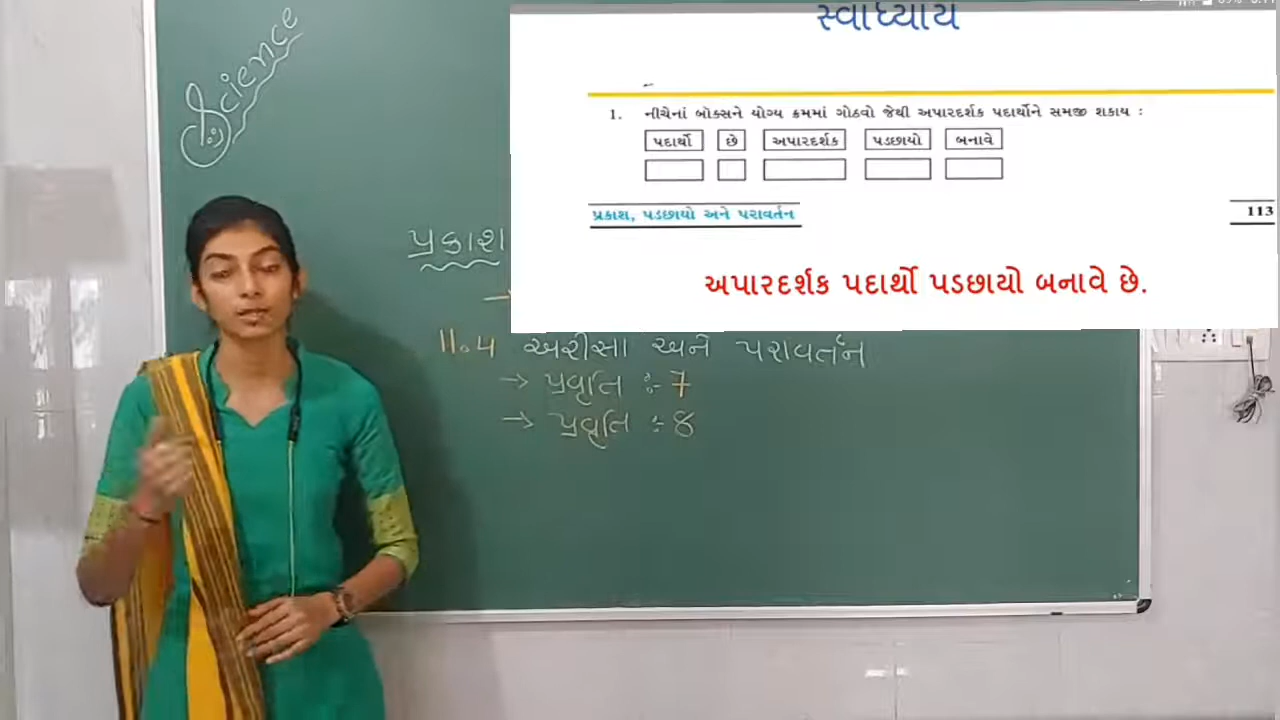 Science
સ્વાધ્યાય
1. નીચેનાં બૉક્સને યોગ્ય ક્રમમાં ગોઠવો જેથી અપારદર્શક પદાર્થોને સમજી શકાય :
પદાર્થો છે અપારદર્શક પડછાયો બનાવે
પ્રકાશ, પડછાયો અને પરાવર્તન
113
અપારદર્શક પદાર્થો પડછાયો બનાવે છે.
પ્રકાશ
→
11.4 અરીસા અને પરાવર્તન
→ પ્રવૃતિ :- 7
→ પ્રવૃતિ :- 8